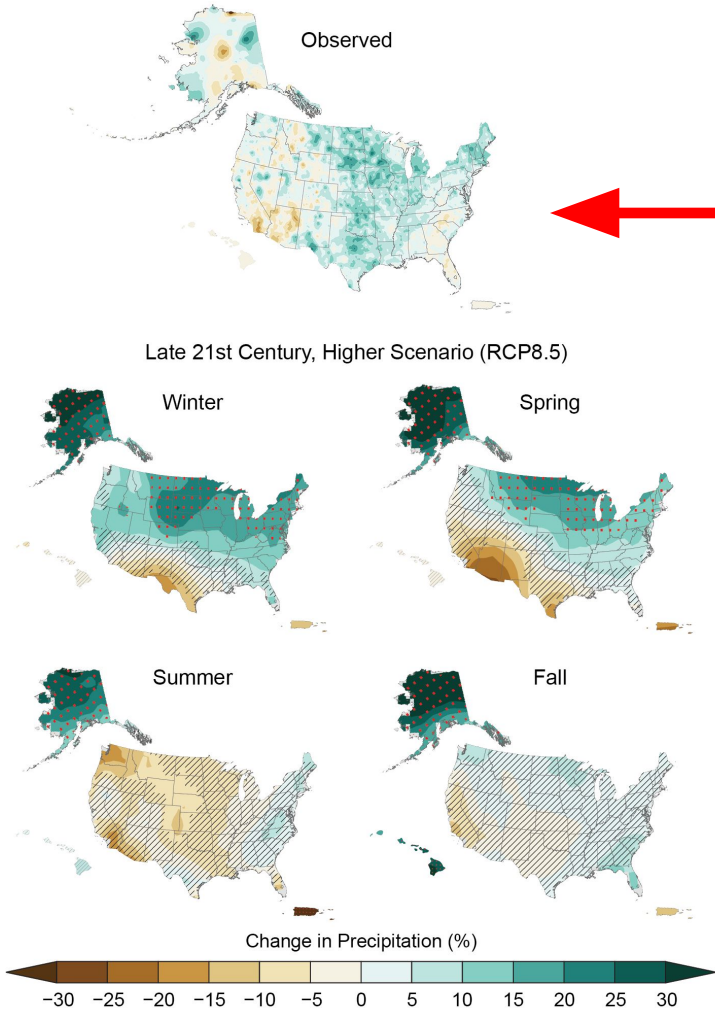 Observed
Late 21st Century, Higher Scenario (RCP8.5)
Winter
Spring
Summer
Fall
Change in Precipitation (%)
−30 −25 −20 −15 −10 −5 0 5 10 15 20 25 30